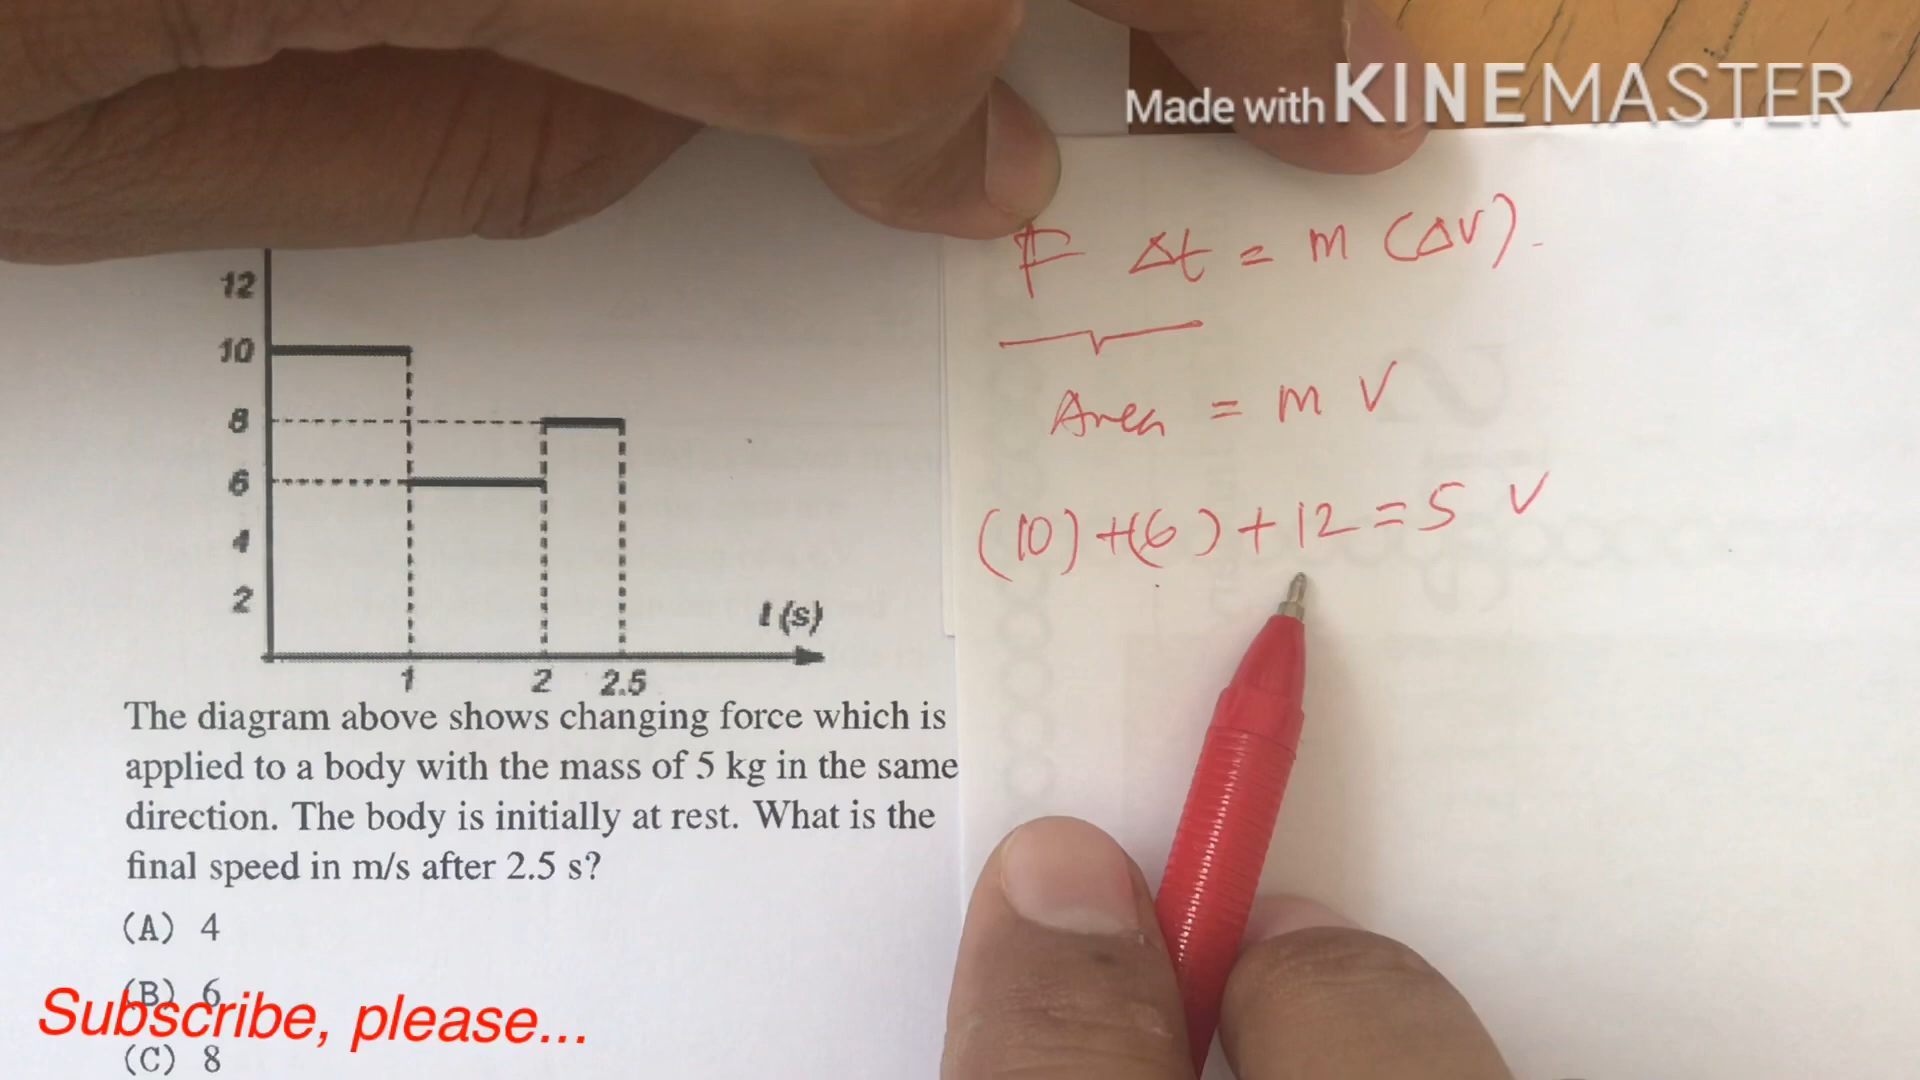 Made with KINEMASTER
F Δt = m (Δv).
Area = m v
(10) + (6) + 12 = 5 v
12
10
8
6
4
2
t (s)
1 2 2.5
The diagram above shows changing force which is
applied to a body with the mass of 5 kg in the same
direction. The body is initially at rest. What is the
final speed in m/s after 2.5 s?
(A) 4
(B) 6
Subscribe, please...
(C) 8